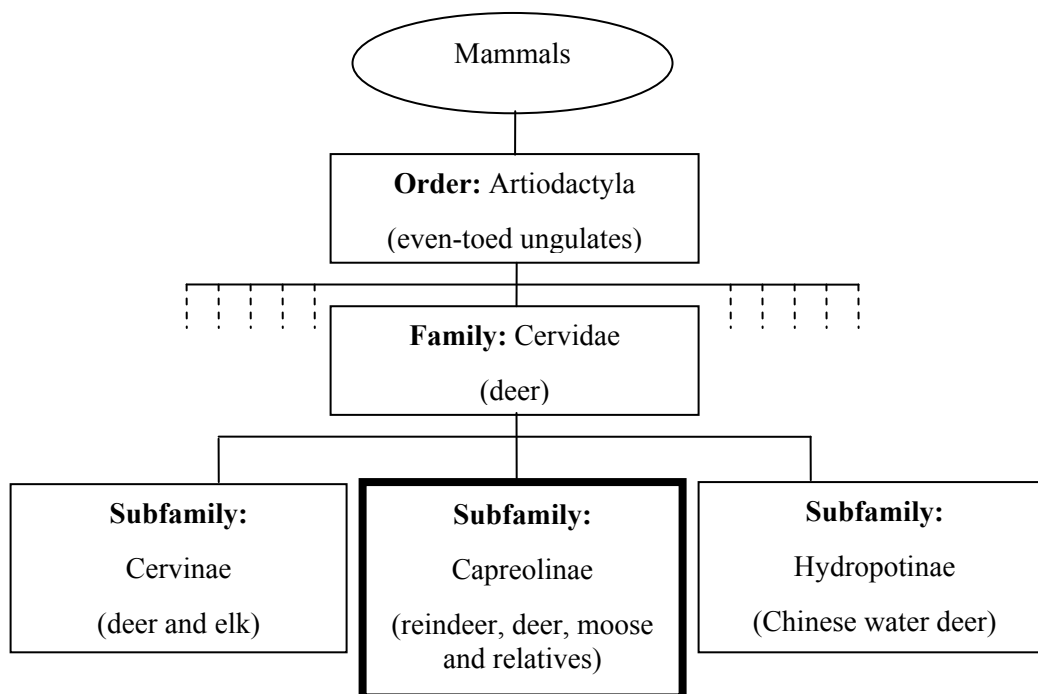 Mammals
Order: Artiodactyla
(even-toed ungulates)
Family: Cervidae
(deer)
Subfamily:
Cervinae
(deer and elk)
Subfamily:
Capreolinae
(reindeer, deer, moose
and relatives)
Subfamily:
Hydropotinae
(Chinese water deer)